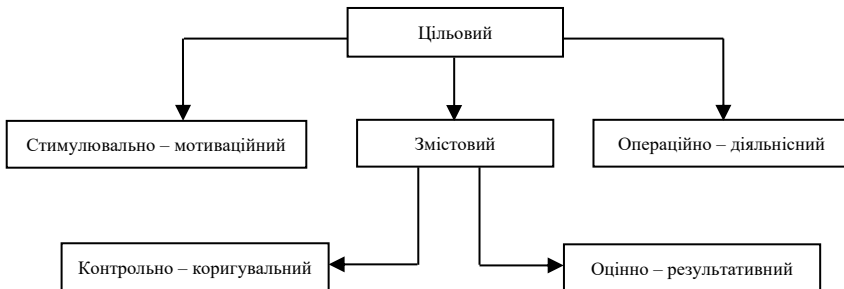 Цільовий
Стимулювально – мотиваційний
Змістовий
Операційно – діяльнісний
Контрольно – коригувальний
Оцінно – результативний